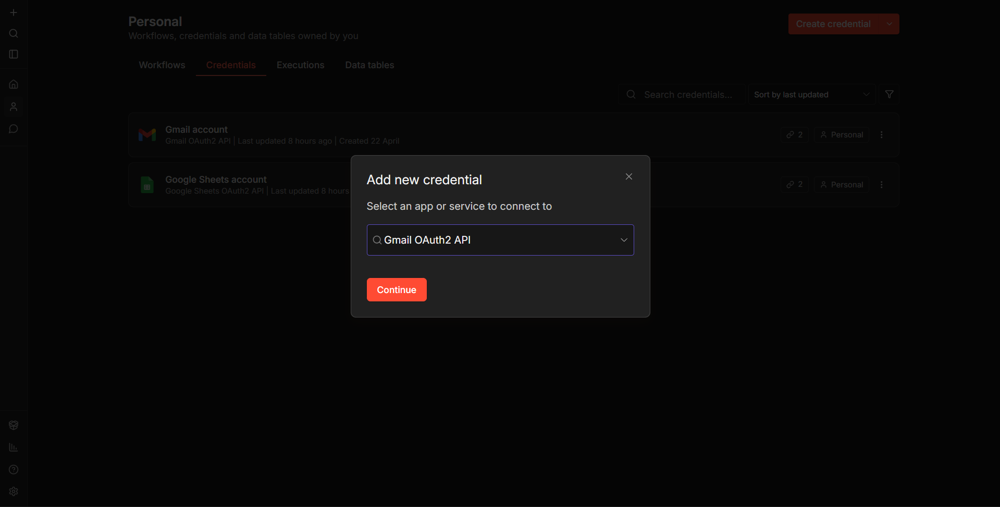 Personal
Workflows, credentials and data tables owned by you
Create credential
Workflows
Credentials
Executions
Data tables
Search credentials...
Sort by last updated
Gmail account
Gmail OAuth2 API | Last updated 8 hours ago | Created 22 April
2
Personal
Google Sheets account
Google Sheets OAuth2 API | Last updated 8 hours
2
Personal
Add new credential
Select an app or service to connect to
Gmail OAuth2 API
Continue